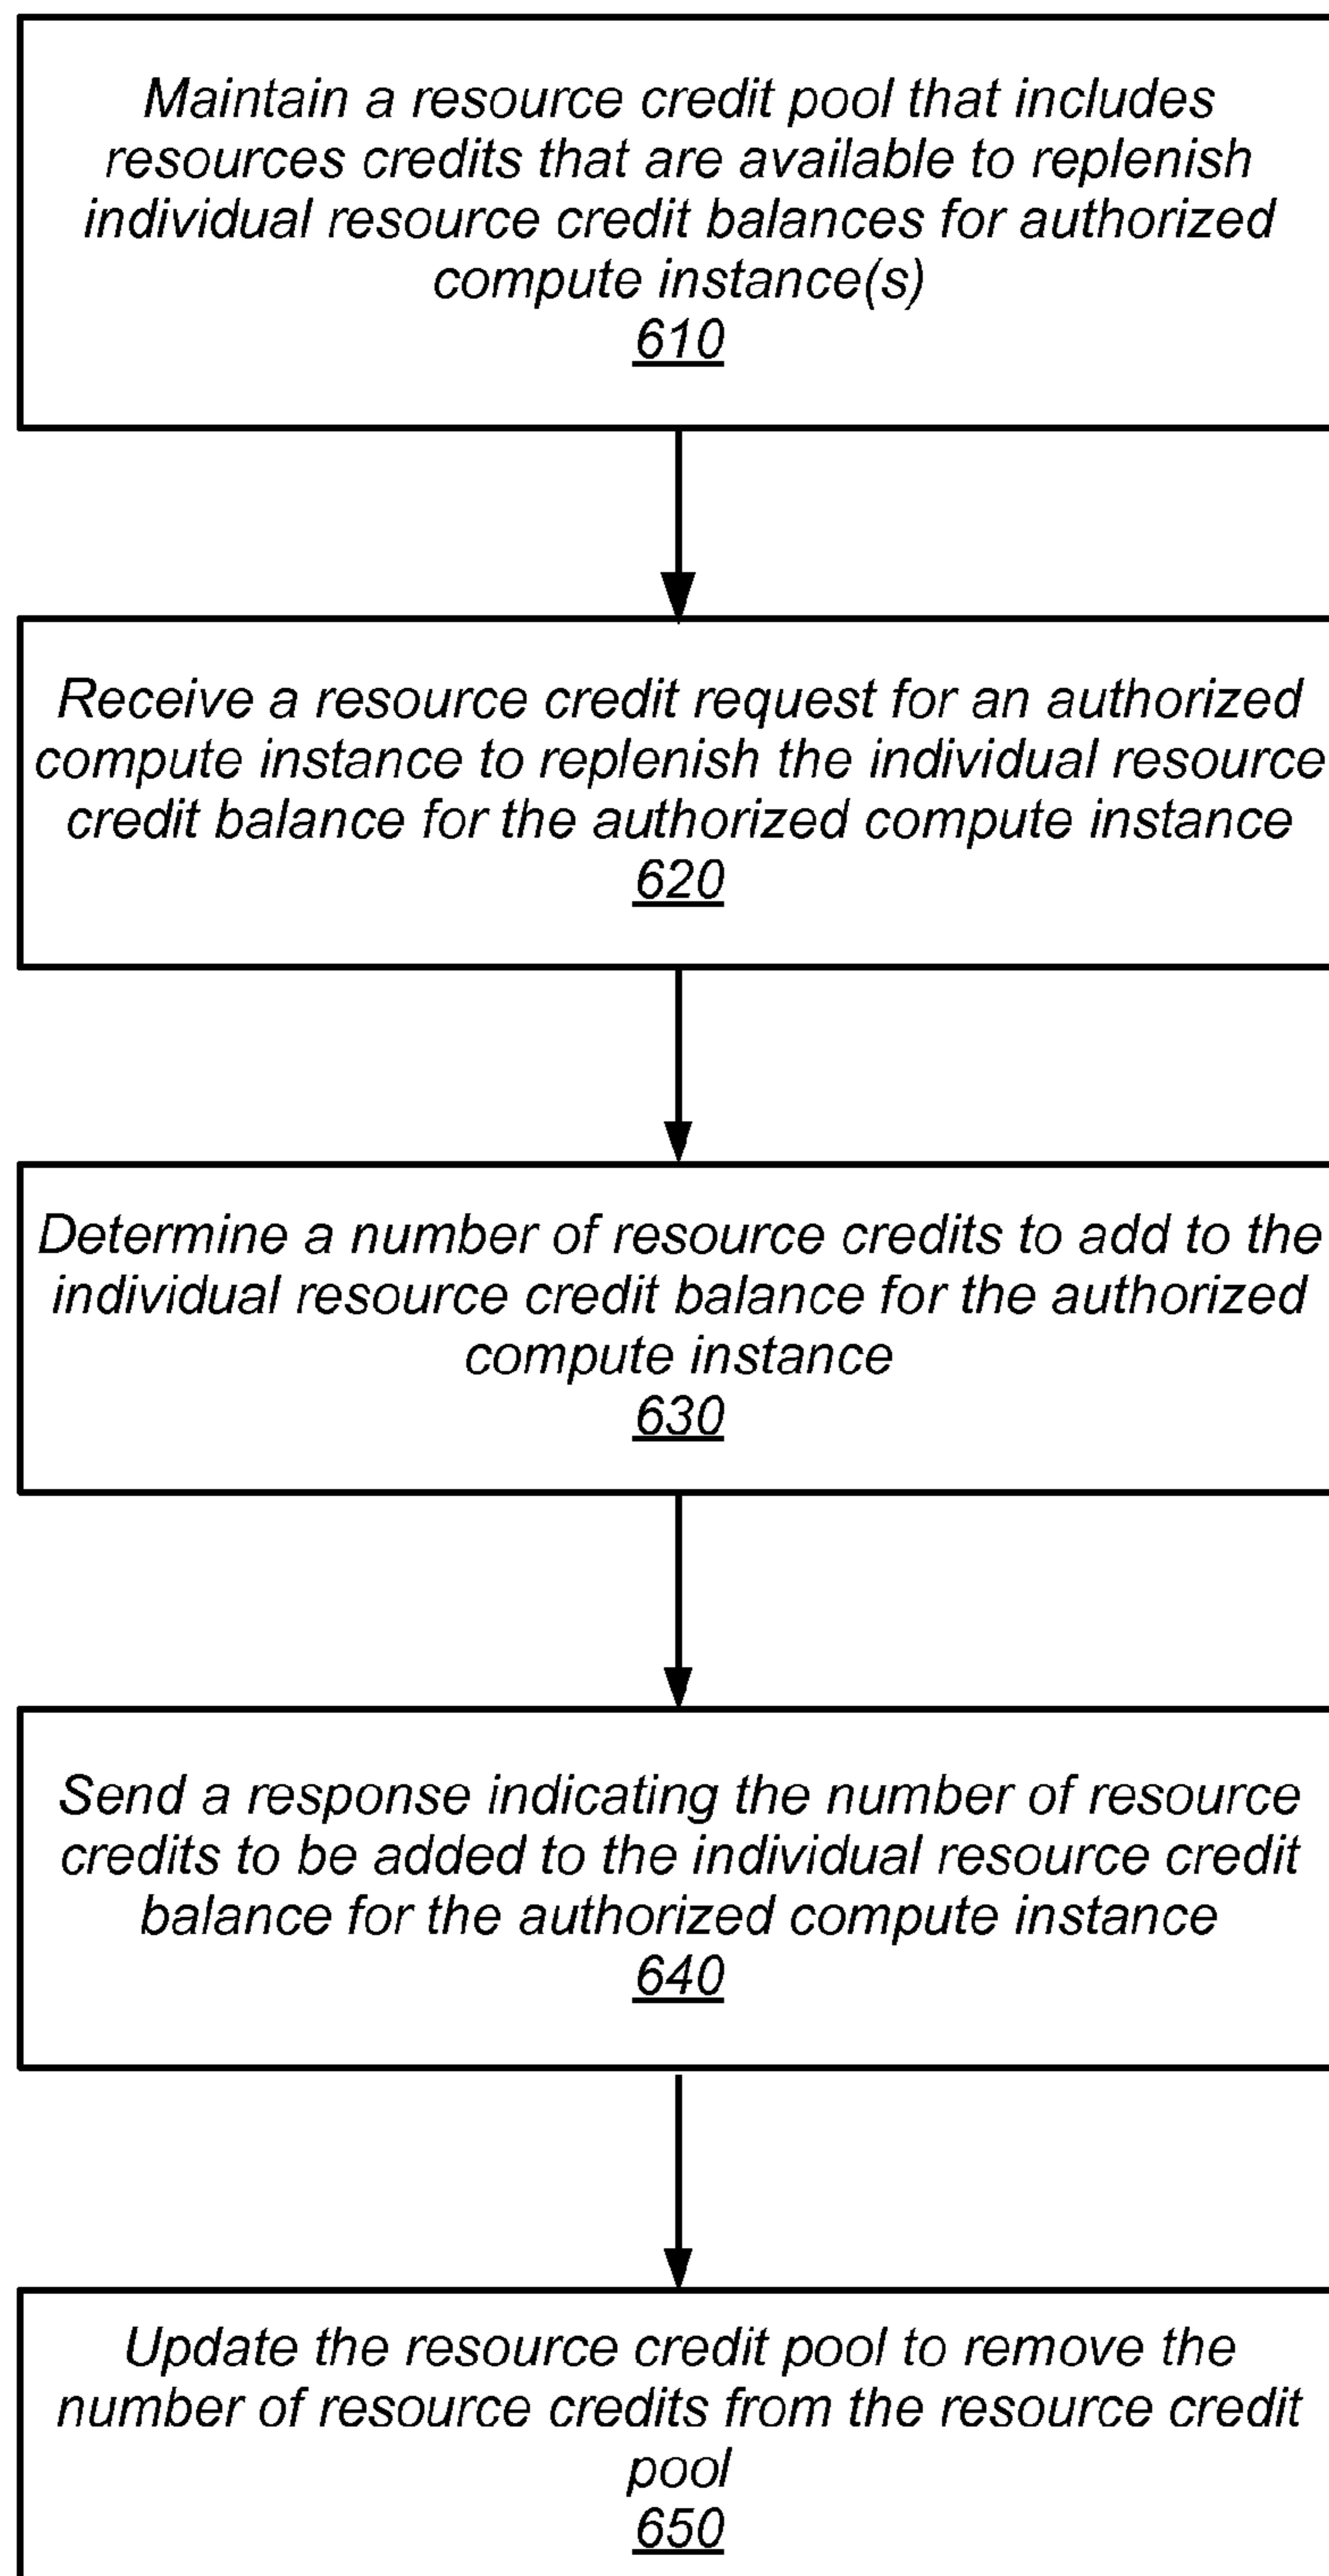 Maintain a resource credit pool that includes
resources credits that are available to replenish
individual resource credit balances for authorized
compute instance(s)
610
Receive a resource credit request for an authorized
compute instance to replenish the individual resource
credit balance for the authorized compute instance
620
Determine a number of resource credits to add to the
individual resource credit balance for the authorized
compute instance
630
Send a response indicating the number of resource
credits to be added to the individual resource credit
balance for the authorized compute instance
640
Update the resource credit pool to remove the
number of resource credits from the resource credit
pool
650